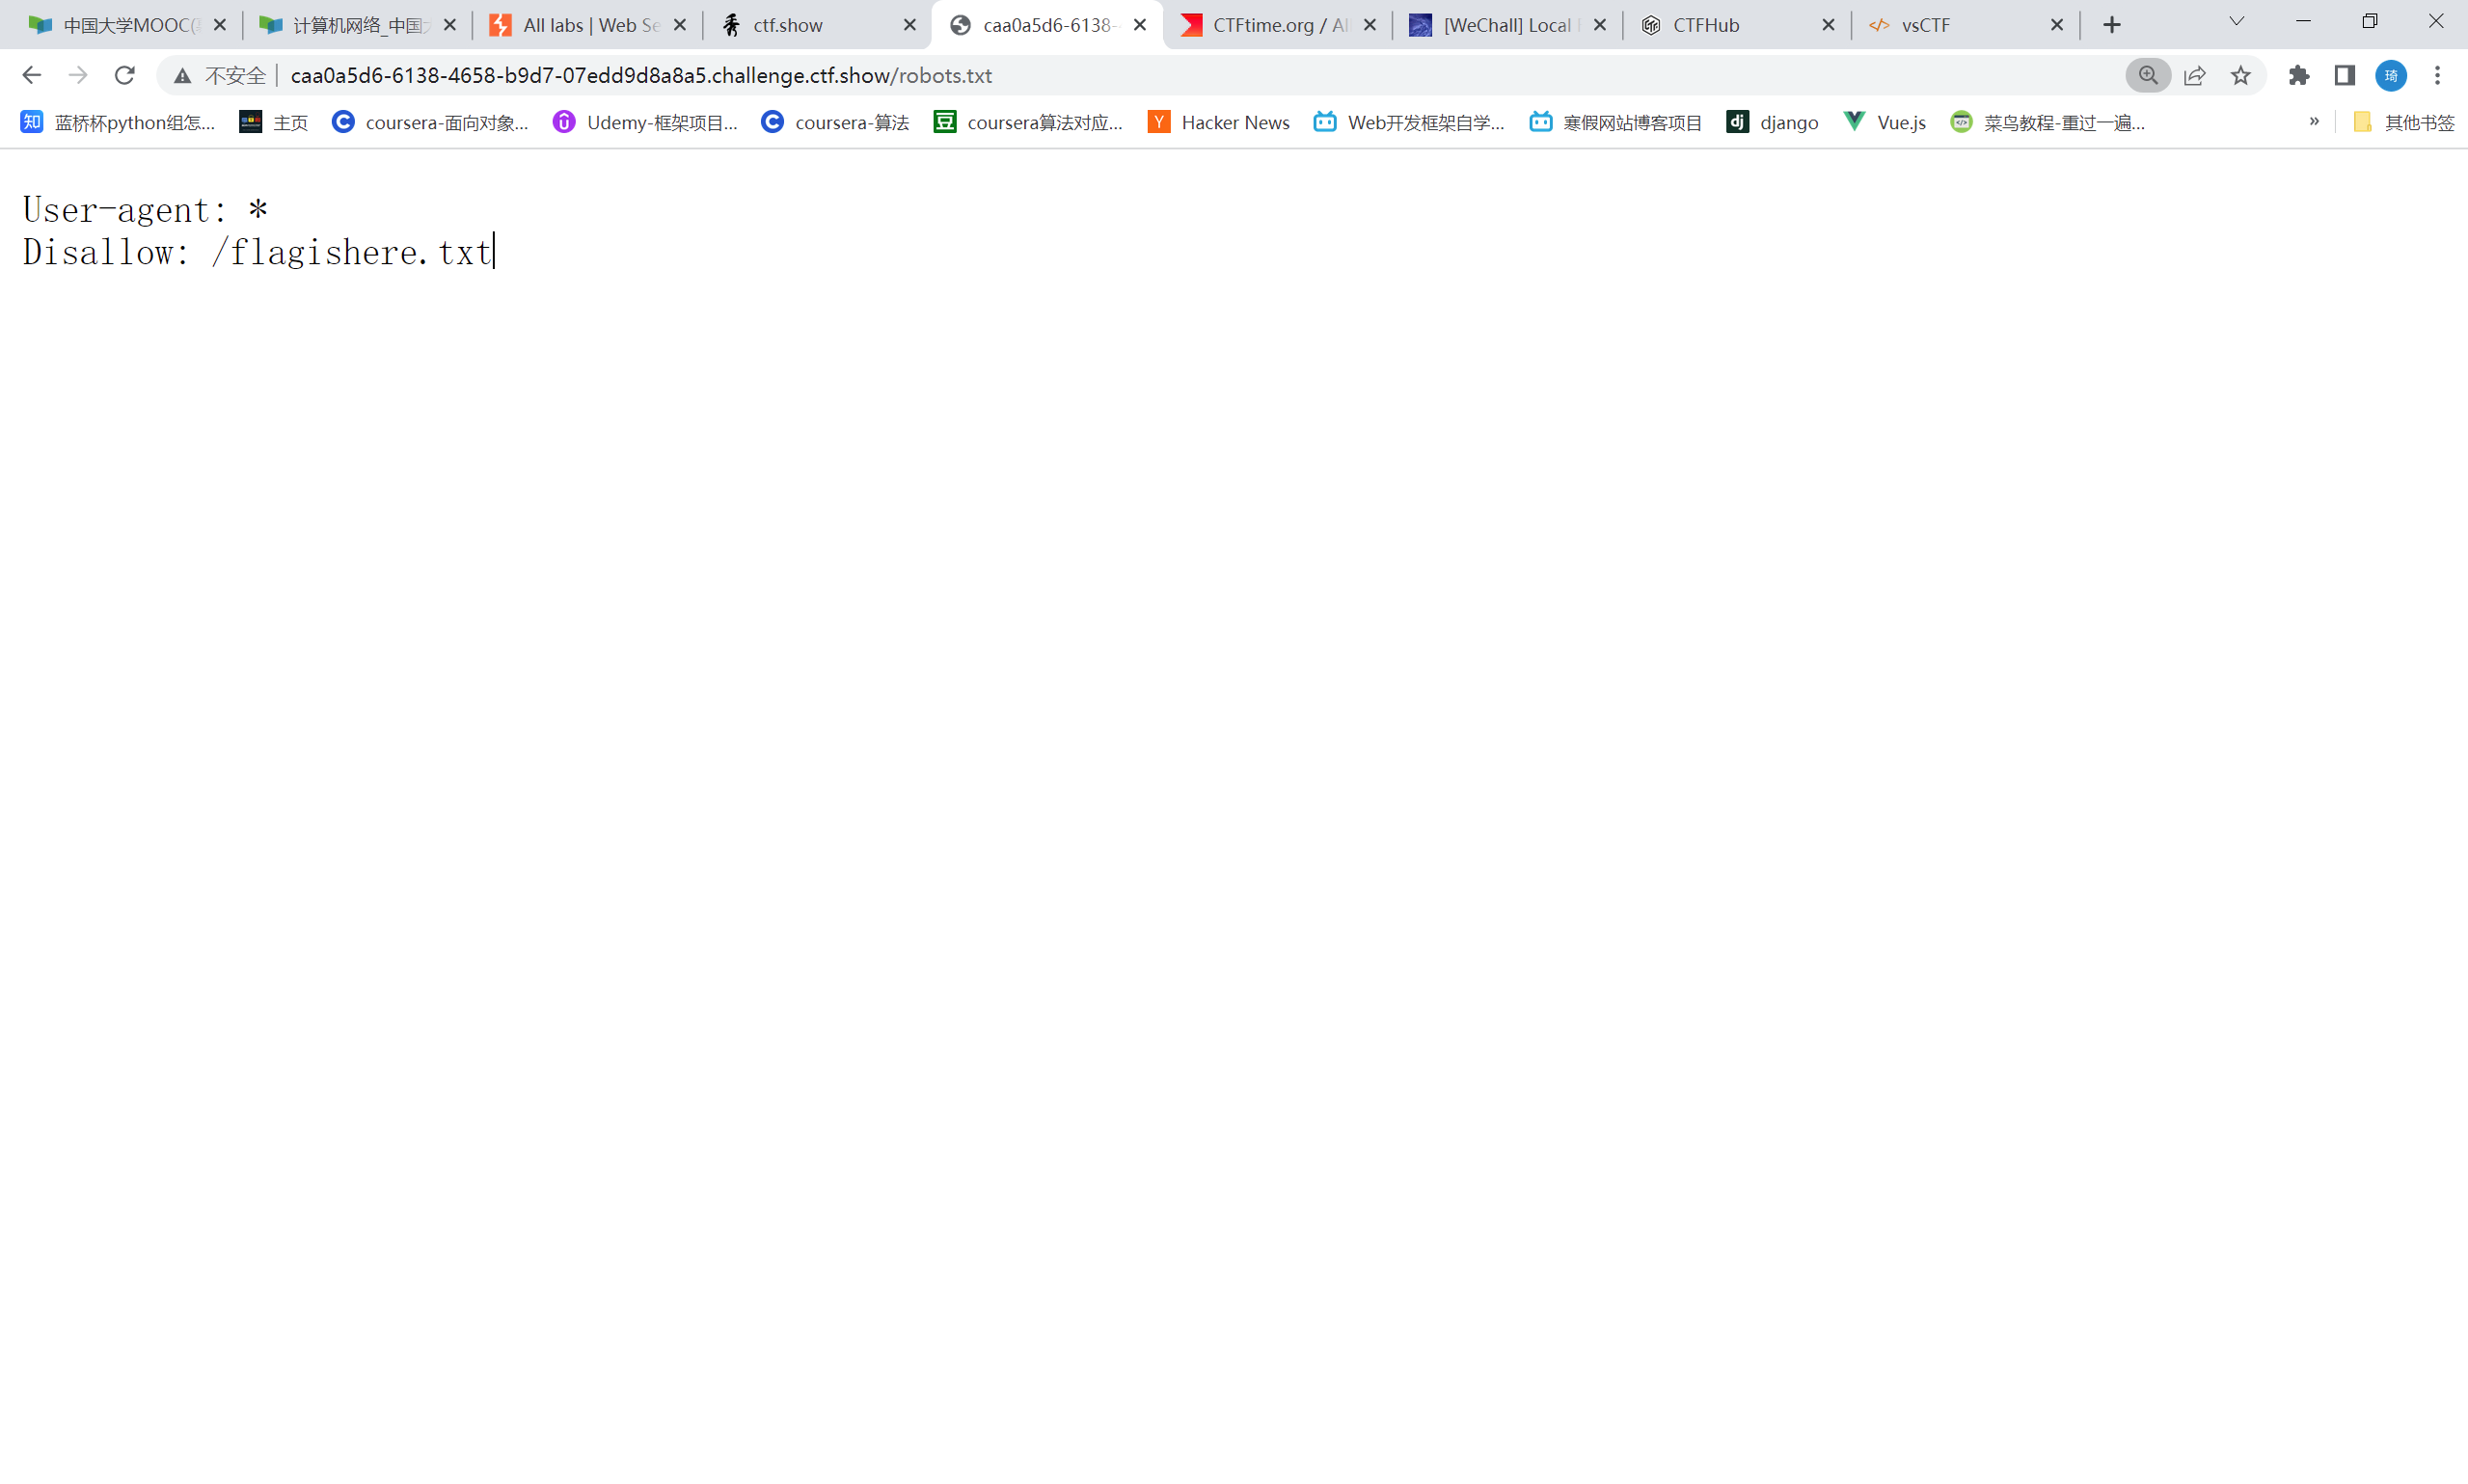 中国大学MOOC(
计算机网络_中国
All labs | Web Se
ctf.show
caa0a5d6-6138-
CTFtime.org / Al
[WeChall] Local
CTFHub
vsCTF
不安全
caa0a5d6-6138-4658-b9d7-07edd9d8a8a5.challenge.ctf.show/robots.txt
琦
知 蓝桥杯python组怎...
主页
coursera-面向对象...
Udemy-框架项目...
coursera-算法
豆 coursera算法对应...
Y Hacker News
Web开发框架自学...
寒假网站博客项目
dj django
Vue.js
菜鸟教程-重过一遍...
»
其他书签
User-agent: *
Disallow: /flagishere.txt